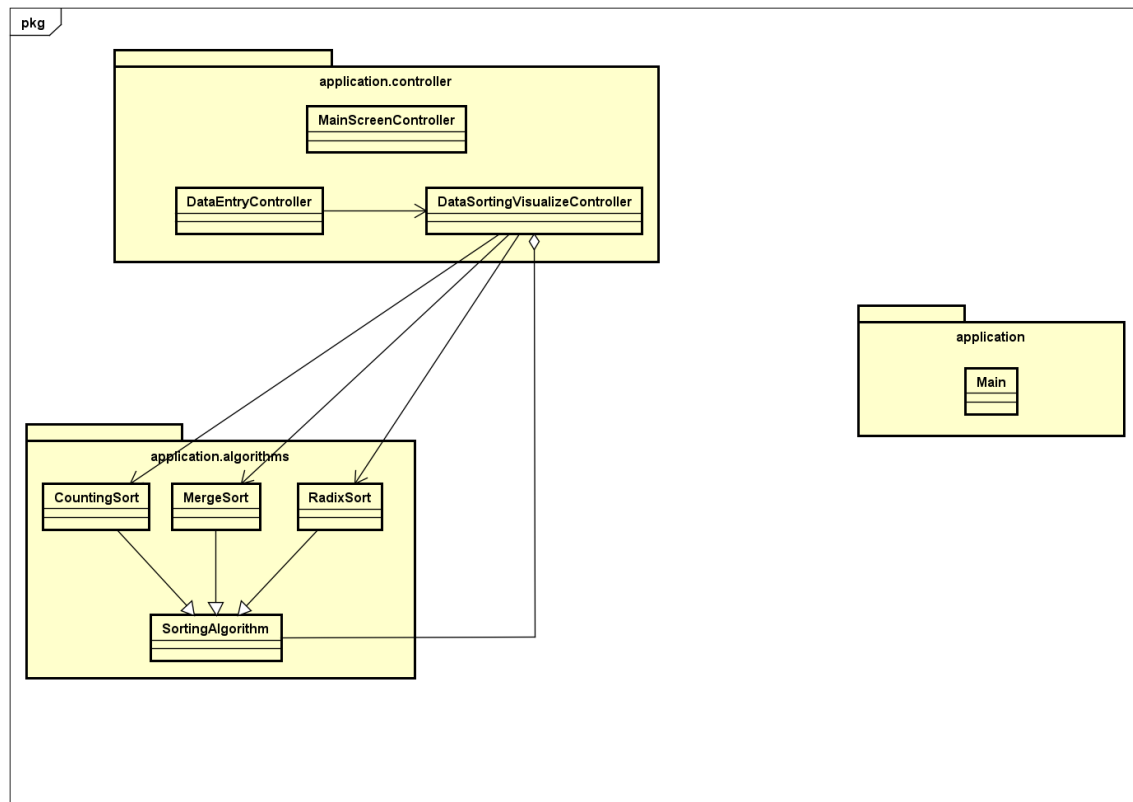 pkg
application.controller
MainScreenController
DataEntryController
DataSortingVisualizeController
application
Main
application.algorithms
CountingSort
MergeSort
RadixSort
SortingAlgorithm